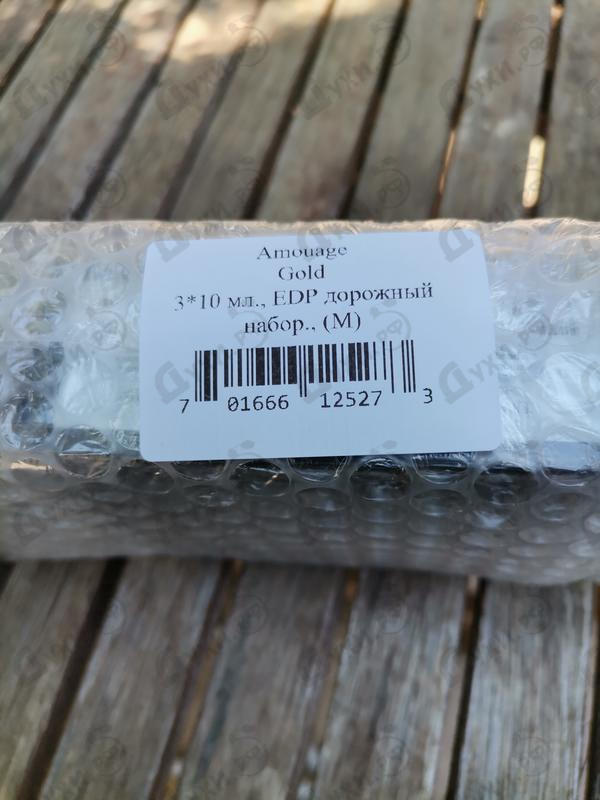 Amouage
Gold
3*10 мл., EDP дорожный
набор., (M)
7 01666 12527 3